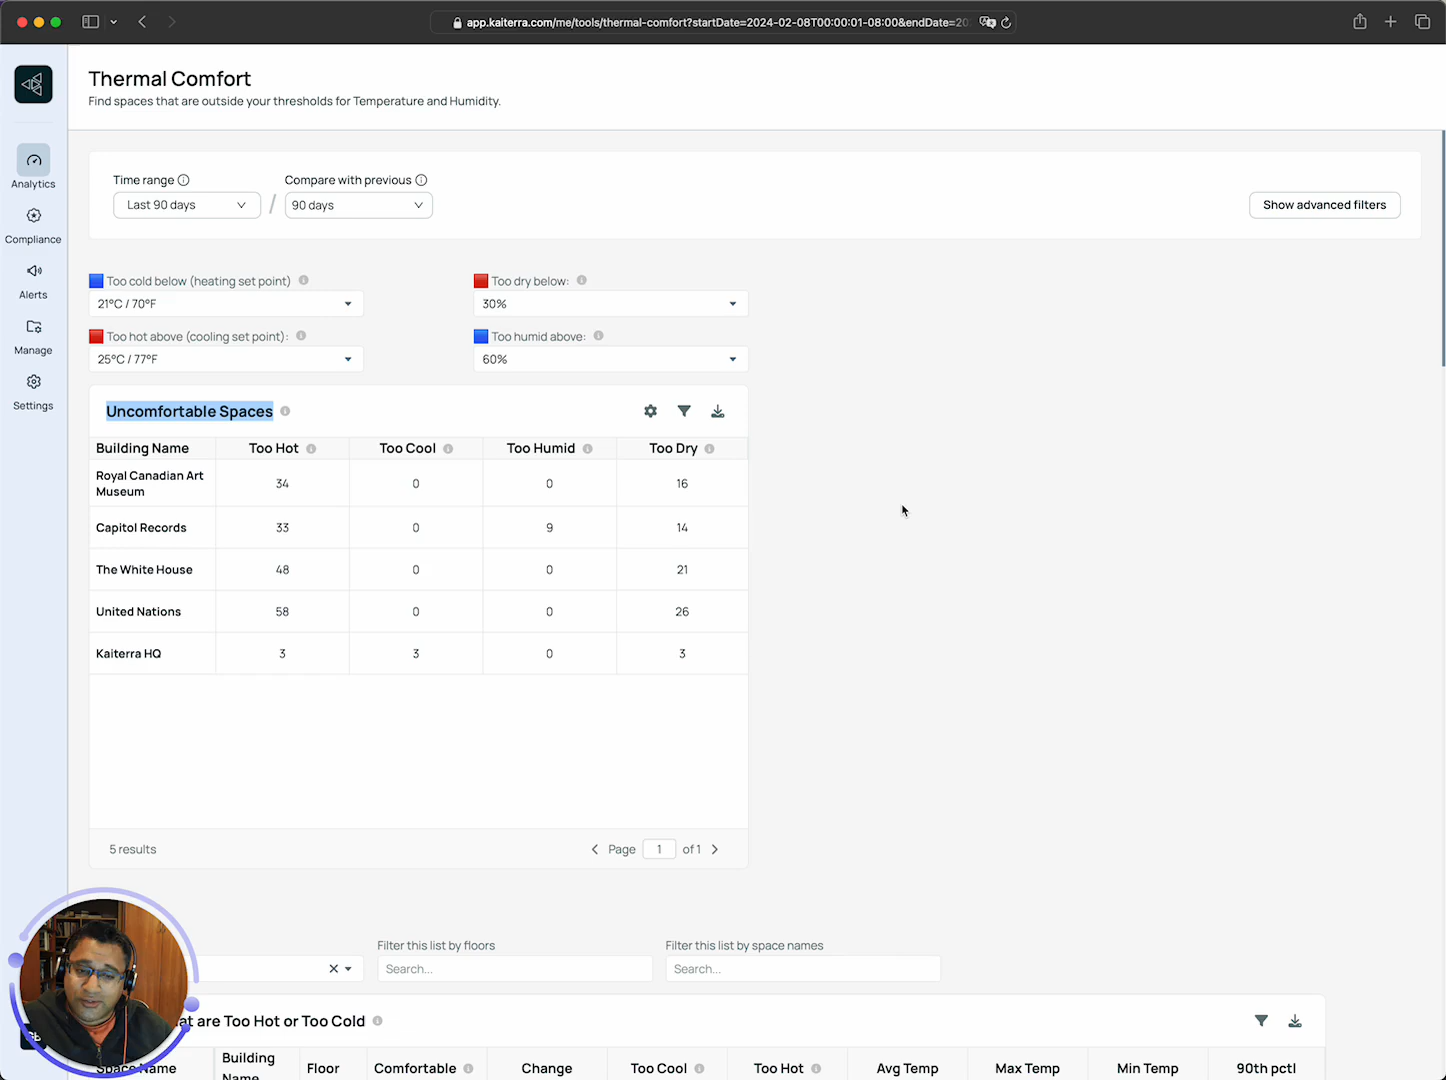 app.kaiterra.com/me/tools/thermal-comfort?startDate=2024-02-08T00:00:01-08:00&endDate=20
Thermal Comfort
Find spaces that are outside your thresholds for Temperature and Humidity.
Analytics
Compliance
Alerts
Manage
Settings
Time range
Compare with previous
Last 90 days / 90 days
Show advanced filters
Too cold below (heating set point)
Too dry below:
21°C / 70°F
30%
Too hot above (cooling set point):
Too humid above:
25°C / 77°F
60%
Uncomfortable Spaces
Building Name Too Hot Too Cool Too Humid Too Dry
Royal Canadian Art
Museum
34 0 0 16
Capitol Records 33 0 9 14
The White House 48 0 0 21
United Nations 58 0 0 26
Kaiterra HQ 3 3 0 3
5 results
Page 1 of 1
Filter this list by floors
Filter this list by space names
Search...
Search...
at are Too Hot or Too Cold
Building
Space Name Name Floor Comfortable Change Too Cool Too Hot Avg Temp Max Temp Min Temp 90th pctl